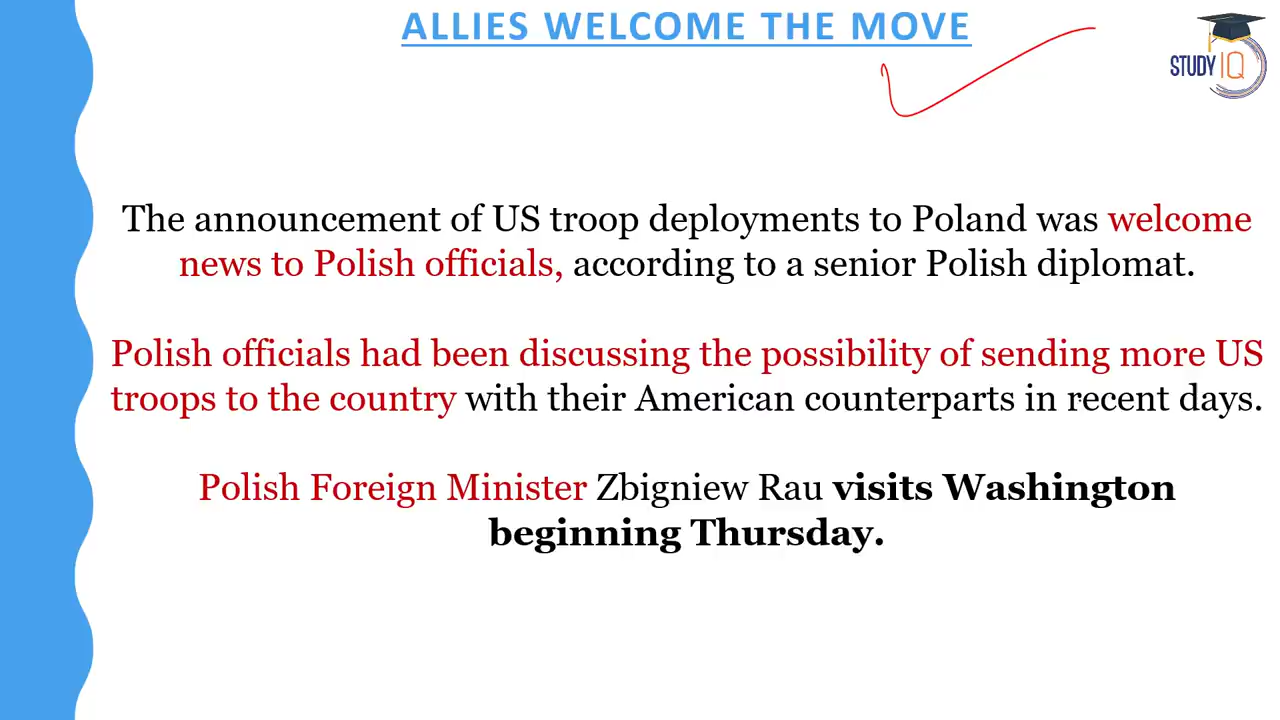 ALLIES WELCOME THE MOVE
STUDY IQ
The announcement of US troop deployments to Poland was welcome
news to Polish officials, according to a senior Polish diplomat.
Polish officials had been discussing the possibility of sending more US
troops to the country with their American counterparts in recent days.
Polish Foreign Minister Zbigniew Rau visits Washington
beginning Thursday.